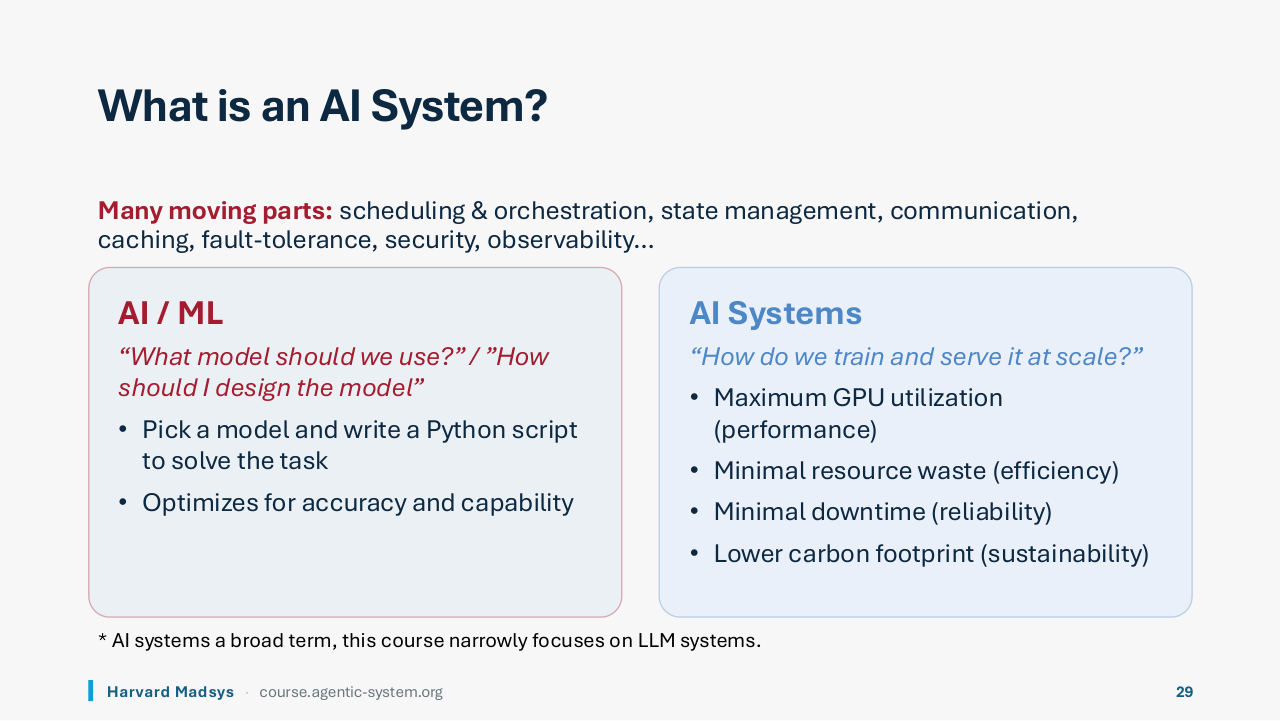 What is an AI System?
Many moving parts: scheduling & orchestration, state management, communication,
caching, fault-tolerance, security, observability…
AI / ML
“What model should we use?” / ”How
should I design the model”
• Pick a model and write a Python script
to solve the task
• Optimizes for accuracy and capability
AI Systems
“How do we train and serve it at scale?”
• Maximum GPU utilization
(performance)
• Minimal resource waste (efficiency)
• Minimal downtime (reliability)
• Lower carbon footprint (sustainability)
* AI systems a broad term, this course narrowly focuses on LLM systems.
Harvard Madsys · course.agentic-system.org
29